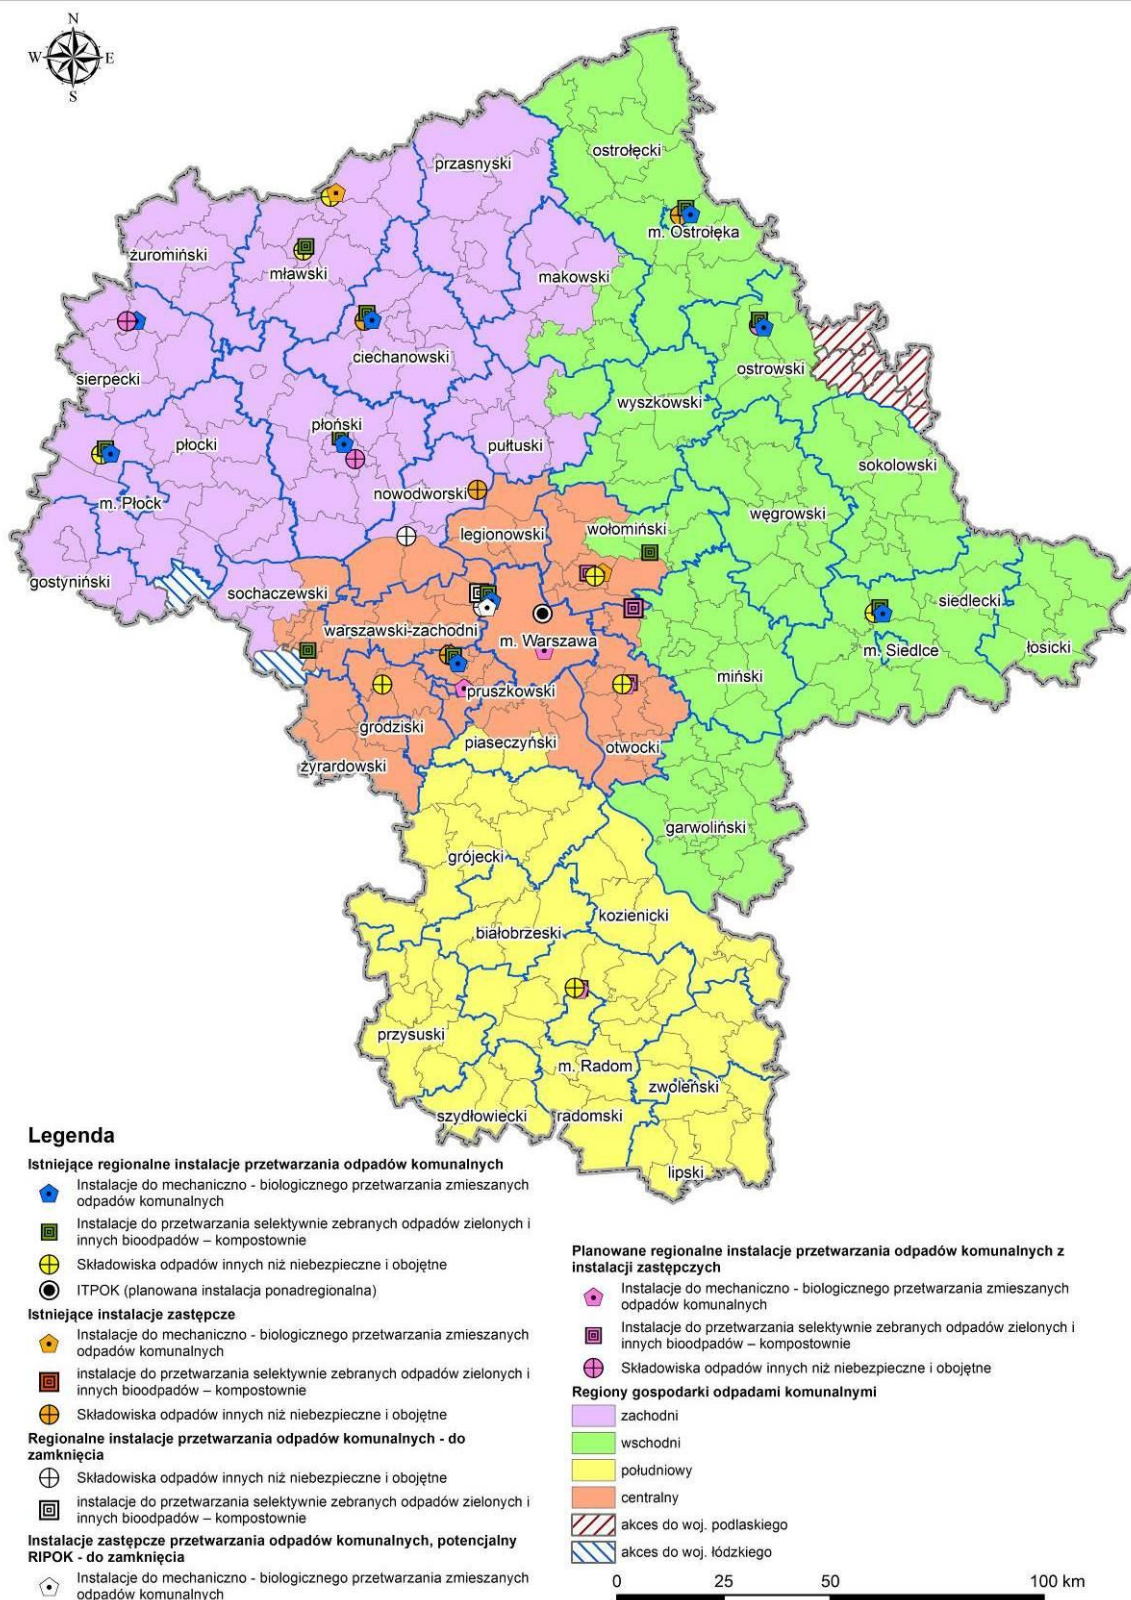 N
W E
S
ostrołęcki
przasnyski
m. Ostrołęka
żuromiński
mławski
makowski
ciechanowski
ostrowski
sierpecki
wyszkowski
płoński
płocki
pułtuski
sokolowski
m. Płock
nowodworski
węgrowski
legionowski
wołomiński
gostyniński
sochaczewski
siedlecki
warszawski-zachodni
m. Warszawa
m. Siedlce
łosicki
miński
pruszkowski
grodziski
piaseczyński
otwocki
żyrardowski
garwoliński
grójecki
kozienicki
białobrzeski
przysuski
m. Radom
zwoleński
szydłowiecki
radomski
lipski
Legenda
Istniejące regionalne instalacje przetwarzania odpadów komunalnych
Instalacje do mechaniczno - biologicznego przetwarzania zmieszanych
odpadów komunalnych
Instalacje do przetwarzania selektywnie zebranych odpadów zielonych i
innych bioodpadów – kompostownie
Składowiska odpadów innych niż niebezpieczne i obojętne
ITPOK (planowana instalacja ponadregionalna)
Istniejące instalacje zastępcze
Instalacje do mechaniczno - biologicznego przetwarzania zmieszanych
odpadów komunalnych
instalacje do przetwarzania selektywnie zebranych odpadów zielonych i
innych bioodpadów – kompostownie
Składowiska odpadów innych niż niebezpieczne i obojętne
Regionalne instalacje przetwarzania odpadów komunalnych - do
zamknięcia
Składowiska odpadów innych niż niebezpieczne i obojętne
instalacje do przetwarzania selektywnie zebranych odpadów zielonych i
innych bioodpadów – kompostownie
Instalacje zastępcze przetwarzania odpadów komunalnych, potencjalny
RIPOK - do zamknięcia
Instalacje do mechaniczno - biologicznego przetwarzania zmieszanych
odpadów komunalnych
Planowane regionalne instalacje przetwarzania odpadów komunalnych z
instalacji zastępczych
Instalacje do mechaniczno - biologicznego przetwarzania zmieszanych
odpadów komunalnych
Instalacje do przetwarzania selektywnie zebranych odpadów zielonych i
innych bioodpadów – kompostownie
Składowiska odpadów innych niż niebezpieczne i obojętne
Regiony gospodarki odpadami komunalnymi
zachodni
wschodni
południowy
centralny
akces do woj. podlaskiego
akces do woj. łódzkiego
0 25 50 100 km